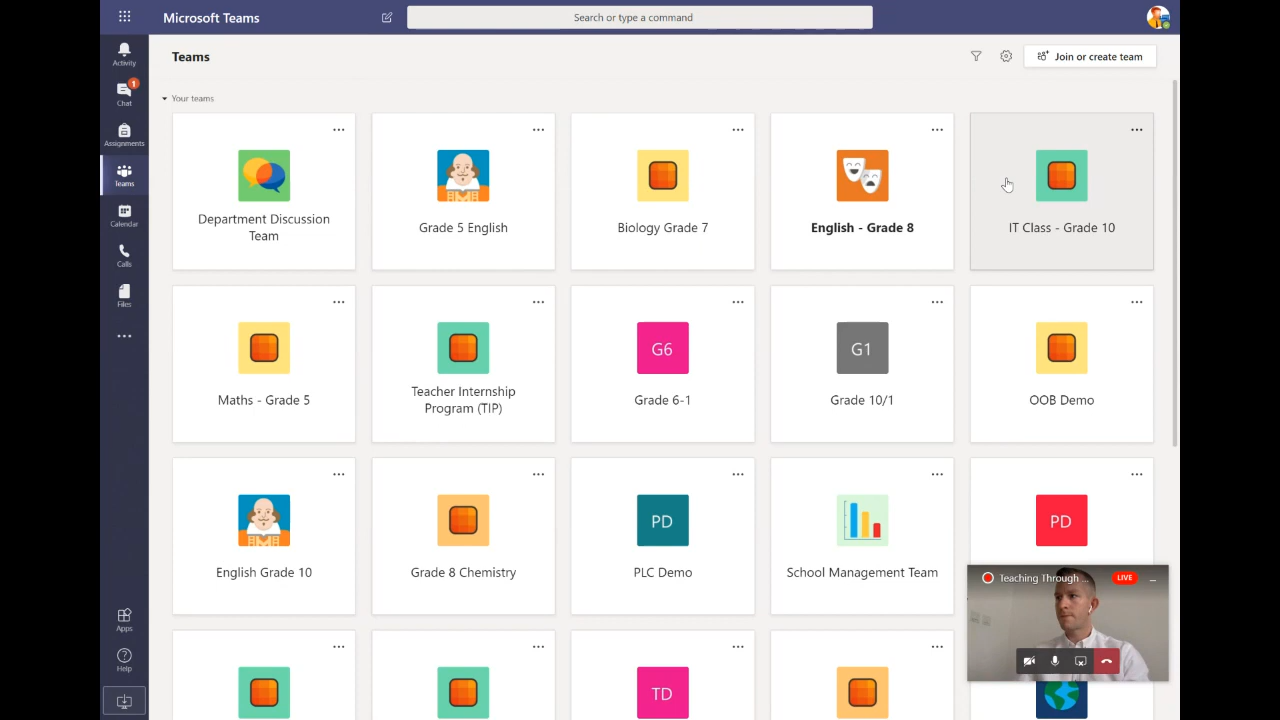 Microsoft Teams
Search or type a command
Activity
1
Chat
Assignments
Teams
Calendar
Calls
Files
Apps
Help
Teams
Join or create team
Your teams
Department Discussion
Team
Grade 5 English
Biology Grade 7
English - Grade 8
IT Class - Grade 10
Maths - Grade 5
Teacher Internship
Program (TIP)
G6
Grade 6-1
G1
Grade 10/1
OOB Demo
English Grade 10
Grade 8 Chemistry
PD
PLC Demo
School Management Team
PD
Teaching Through ...
LIVE
TD